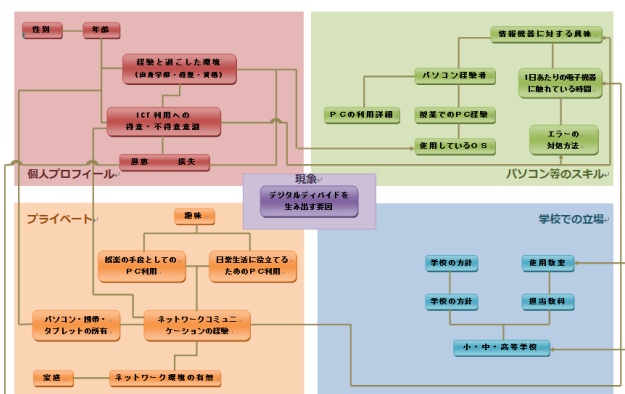 性別
年齢
経験と過ごした環境
(出身学部・履歴・資格)
ICT利用への
得意・不得意意識
恩恵 損失
個人プロフィール
情報機器に対する興味
パソコン経験者
1日あたりの電子機器
に触れている時間
PCの利用詳細
授業でのPC経験
使用しているOS
エラーの
対処方法
パソコン等のスキル
現象
デジタルディバイドを
生み出す要因
プライベート
趣味
娯楽の手段としての
PC利用
日常生活に役立てる
ためのPC利用
パソコン・携帯・
タブレットの所有
ネットワークコミュニ
ケーションの経験
家庭
ネットワーク環境の有無
学校での立場
学校の方針
使用教室
学校の方針
担当教科
小・中・高等学校